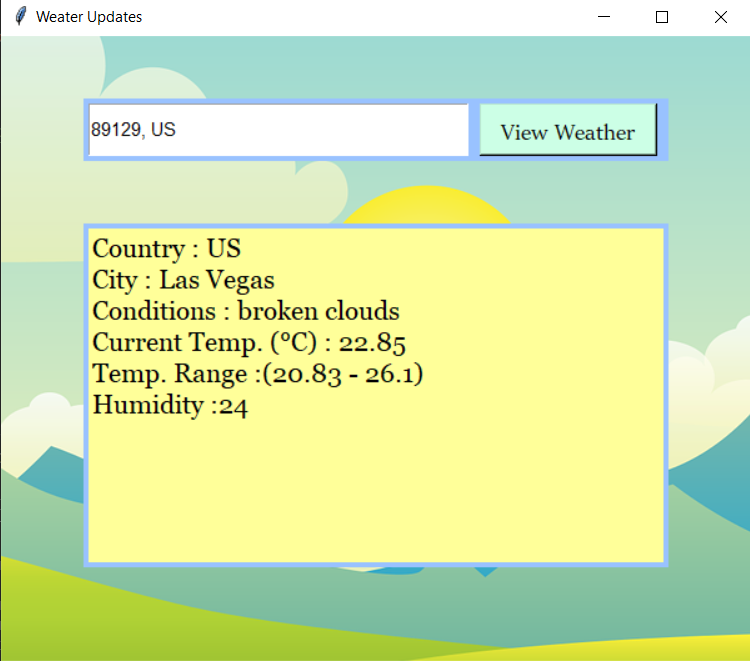 Weater Updates
89129, US
View Weather
Country : US
City : Las Vegas
Conditions : broken clouds
Current Temp. (°C) : 22.85
Temp. Range :(20.83 - 26.1)
Humidity :24